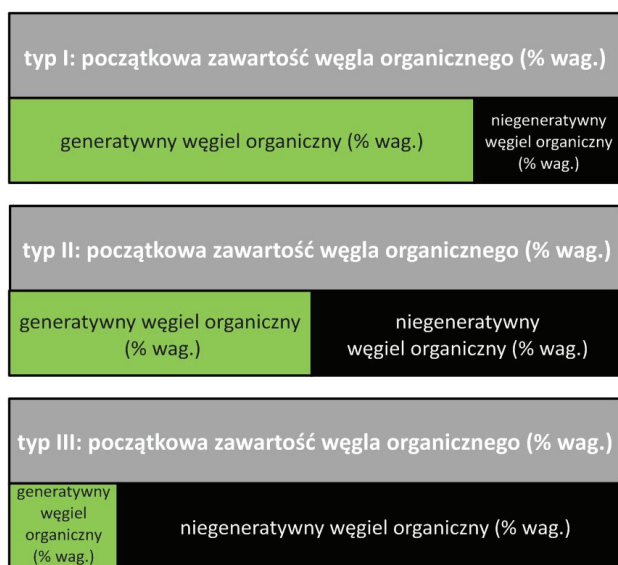 typ I: początkowa zawartość węgla organicznego (% wag.)
generatywny węgiel organiczny (% wag.)
niegeneratywny
węgiel organiczny
(% wag.)
typ II: początkowa zawartość węgla organicznego (% wag.)
generatywny węgiel organiczny
(% wag.)
niegeneratywny
węgiel organiczny (% wag.)
typ III: początkowa zawartość węgla organicznego (% wag.)
generatywny
węgiel
organiczny
(% wag.)
niegeneratywny węgiel organiczny (% wag.)